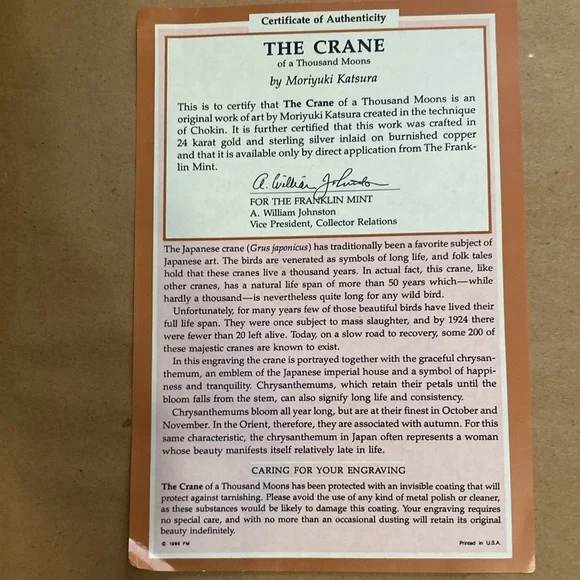 Certificate of Authenticity
THE CRANE
of a Thousand Moons
by Moriyuki Katsura
This is to certify that The Crane of a Thousand Moons is an
original work of art by Moriyuki Katsura created in the technique
of Chokin. It is further certified that this work was crafted in
24 karat gold and sterling silver inlaid on burnished copper
and that it is available only by direct application from The Frank-
lin Mint.
A. William Johnston
FOR THE FRANKLIN MINT
A. William Johnston
Vice President, Collector Relations
The Japanese crane (Grus japonicus) has traditionally been a favorite subject of
Japanese art. The birds are venerated as symbols of long life, and folk tales
hold that these cranes live a thousand years. In actual fact, this crane, like
other cranes, has a natural life span of more than 50 years which—while
hardly a thousand—is nevertheless quite long for any wild bird.
Unfortunately, for many years few of those beautiful birds have lived their
full life span. They were once subject to mass slaughter, and by 1924 there
were fewer than 20 left alive. Today, on a slow road to recovery, some 200 of
these majestic cranes are known to exist.
In this engraving the crane is portrayed together with the graceful chrysan-
themum, an emblem of the Japanese imperial house and a symbol of happi-
ness and tranquility. Chrysanthemums, which retain their petals until the
bloom falls from the stem, can also signify long life and consistency.
Chrysanthemums bloom all year long, but are at their finest in October and
November. In the Orient, therefore, they are associated with autumn. For this
same characteristic, the chrysanthemum in Japan often represents a woman
whose beauty manifests itself relatively late in life.
CARING FOR YOUR ENGRAVING
The Crane of a Thousand Moons has been protected with an invisible coating that will
protect against tarnishing. Please avoid the use of any kind of metal polish or cleaner,
as these substances would be likely to damage this coating. Your engraving requires
no special care, and with no more than an occasional dusting will retain its original
beauty indefinitely.
© 1985 FM
Printed in U.S.A.